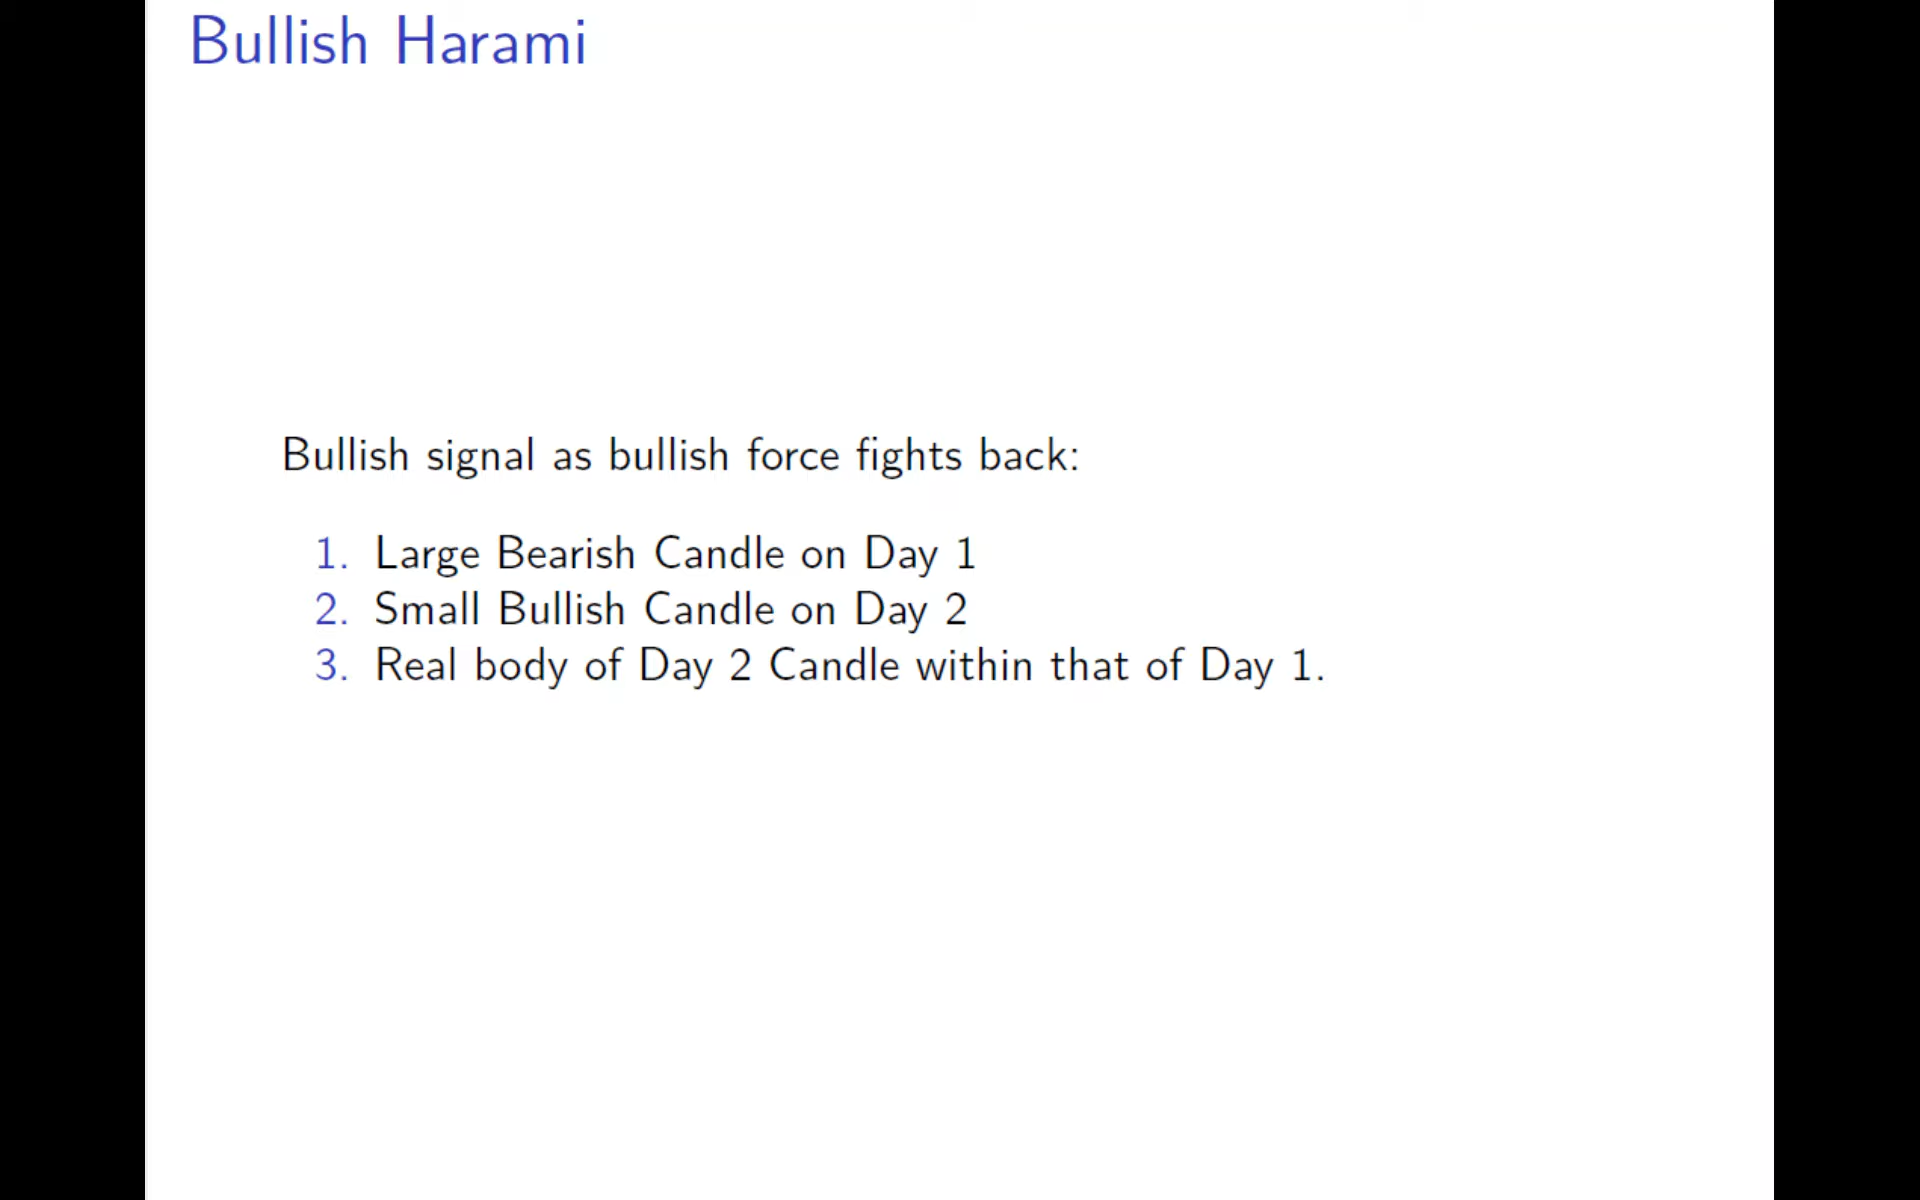 Bullish Harami
Bullish signal as bullish force fights back:
1. Large Bearish Candle on Day 1
2. Small Bullish Candle on Day 2
3. Real body of Day 2 Candle within that of Day 1.